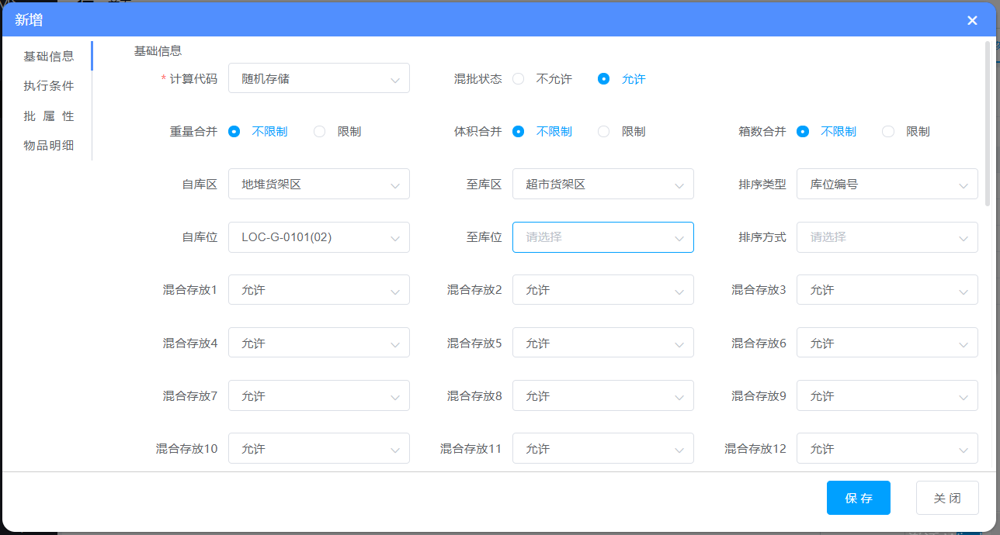 新增
基础信息
执行条件
批 属 性
物品明细
基础信息
* 计算代码 随机存储 混批状态 不允许 允许
重量合并 不限制 限制 体积合并 不限制 限制 箱数合并 不限制 限制
自库区 地堆货架区 至库区 超市货架区 排序类型 库位编号
自库位 LOC-G-0101(02) 至库位 请选择 排序方式 请选择
混合存放1 允许 混合存放2 允许 混合存放3 允许
混合存放4 允许 混合存放5 允许 混合存放6 允许
混合存放7 允许 混合存放8 允许 混合存放9 允许
混合存放10 允许 混合存放11 允许 混合存放12 允许
保 存 关 闭